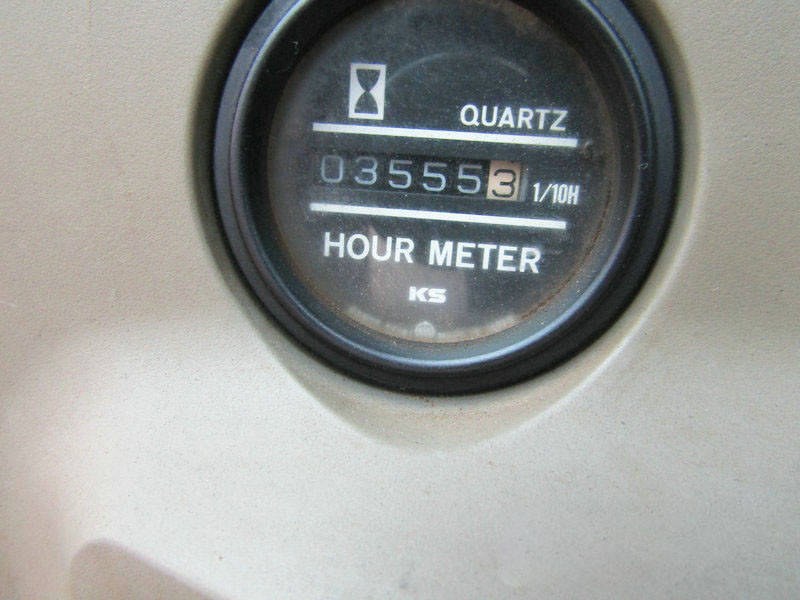 QUARTZ
035553 1/10H
HOUR METER
KS